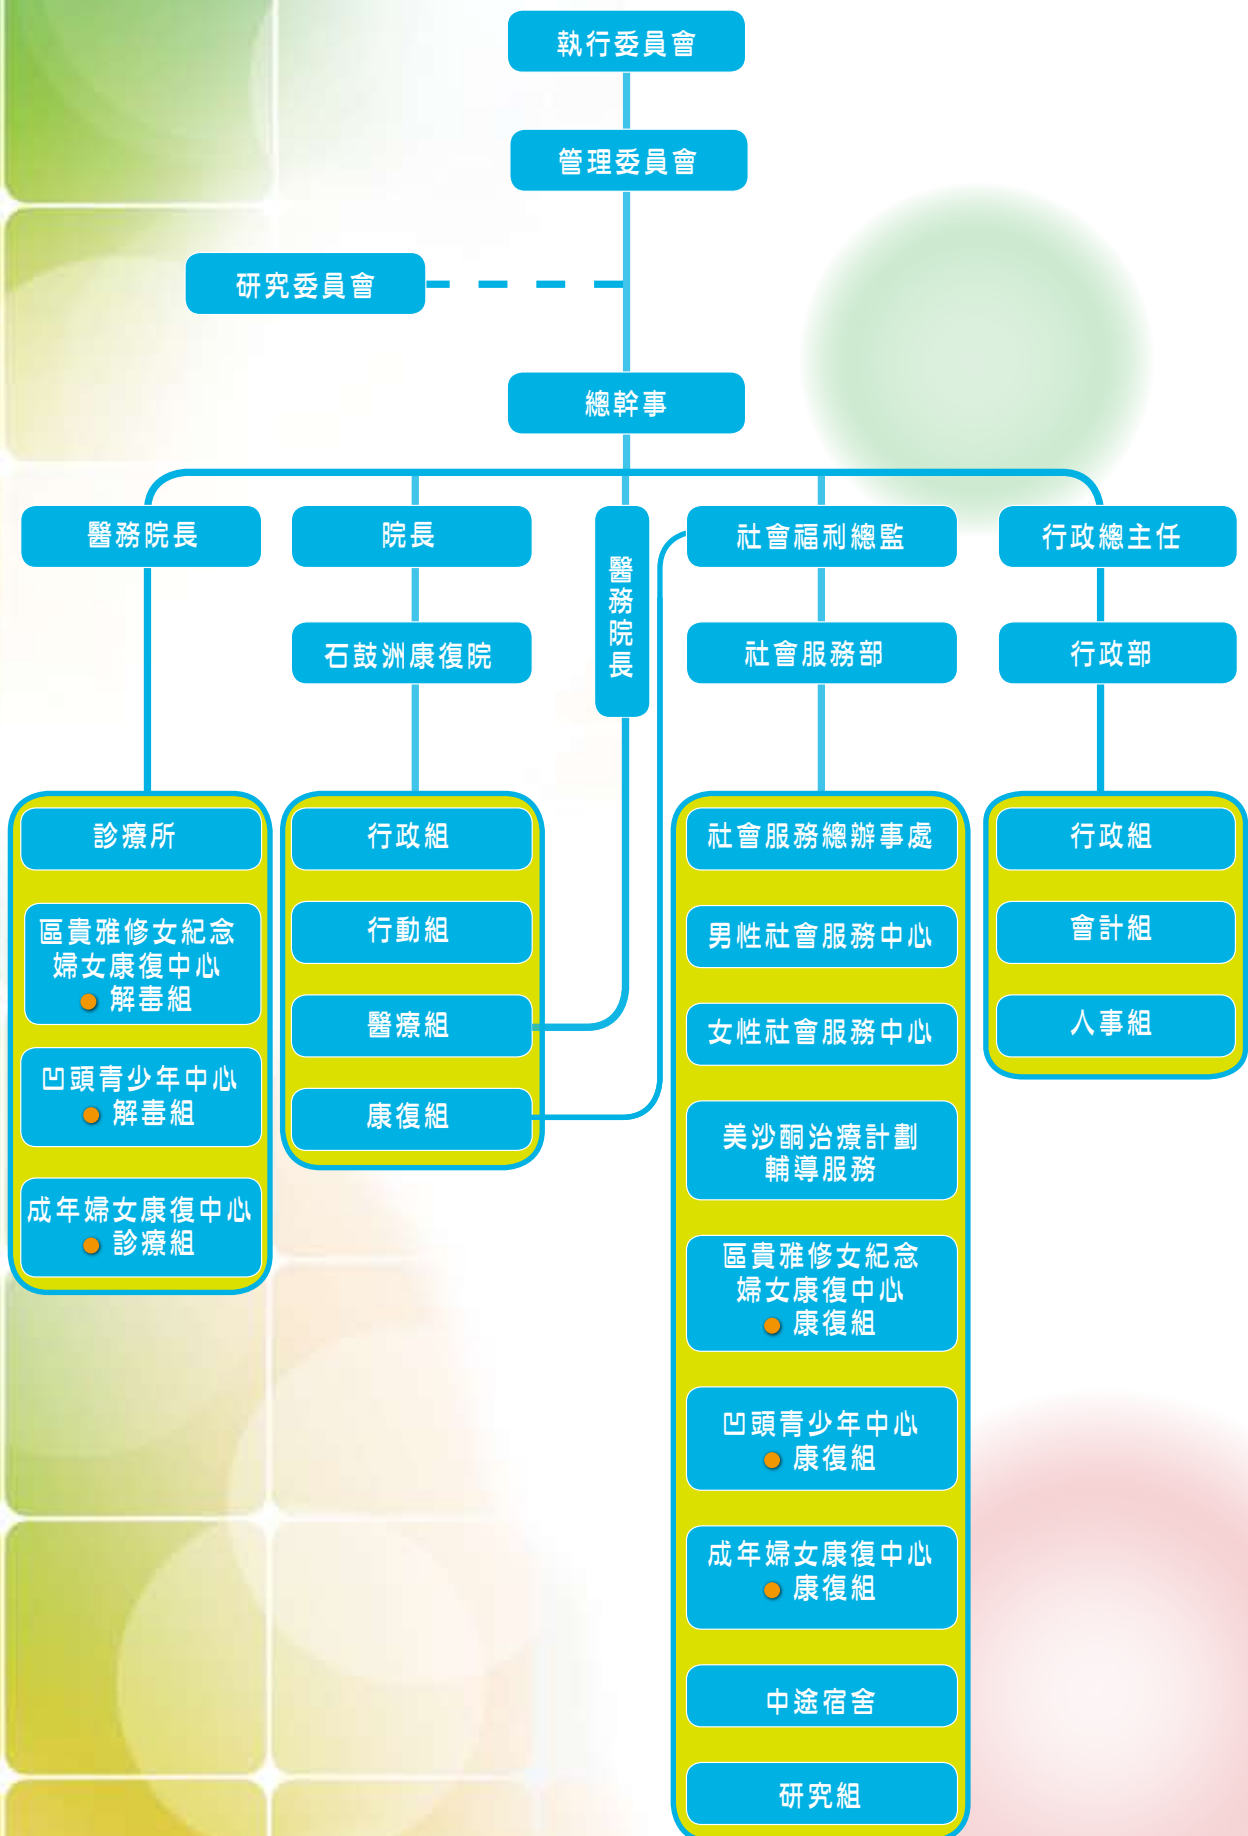 執行委員會
管理委員會
研究委員會
總幹事
醫務院長
院長
醫務院長
社會福利總監
行政總主任
石鼓洲康復院
社會服務部
行政部
診療所
區貴雅修女紀念
婦女康復中心
解毒組
凹頭青少年中心
解毒組
成年婦女康復中心
診療組
行政組
行動組
醫療組
康復組
社會服務總辦事處
男性社會服務中心
女性社會服務中心
美沙酮治療計劃
輔導服務
區貴雅修女紀念
婦女康復中心
康復組
凹頭青少年中心
康復組
成年婦女康復中心
康復組
中途宿舍
研究組
行政組
會計組
人事組